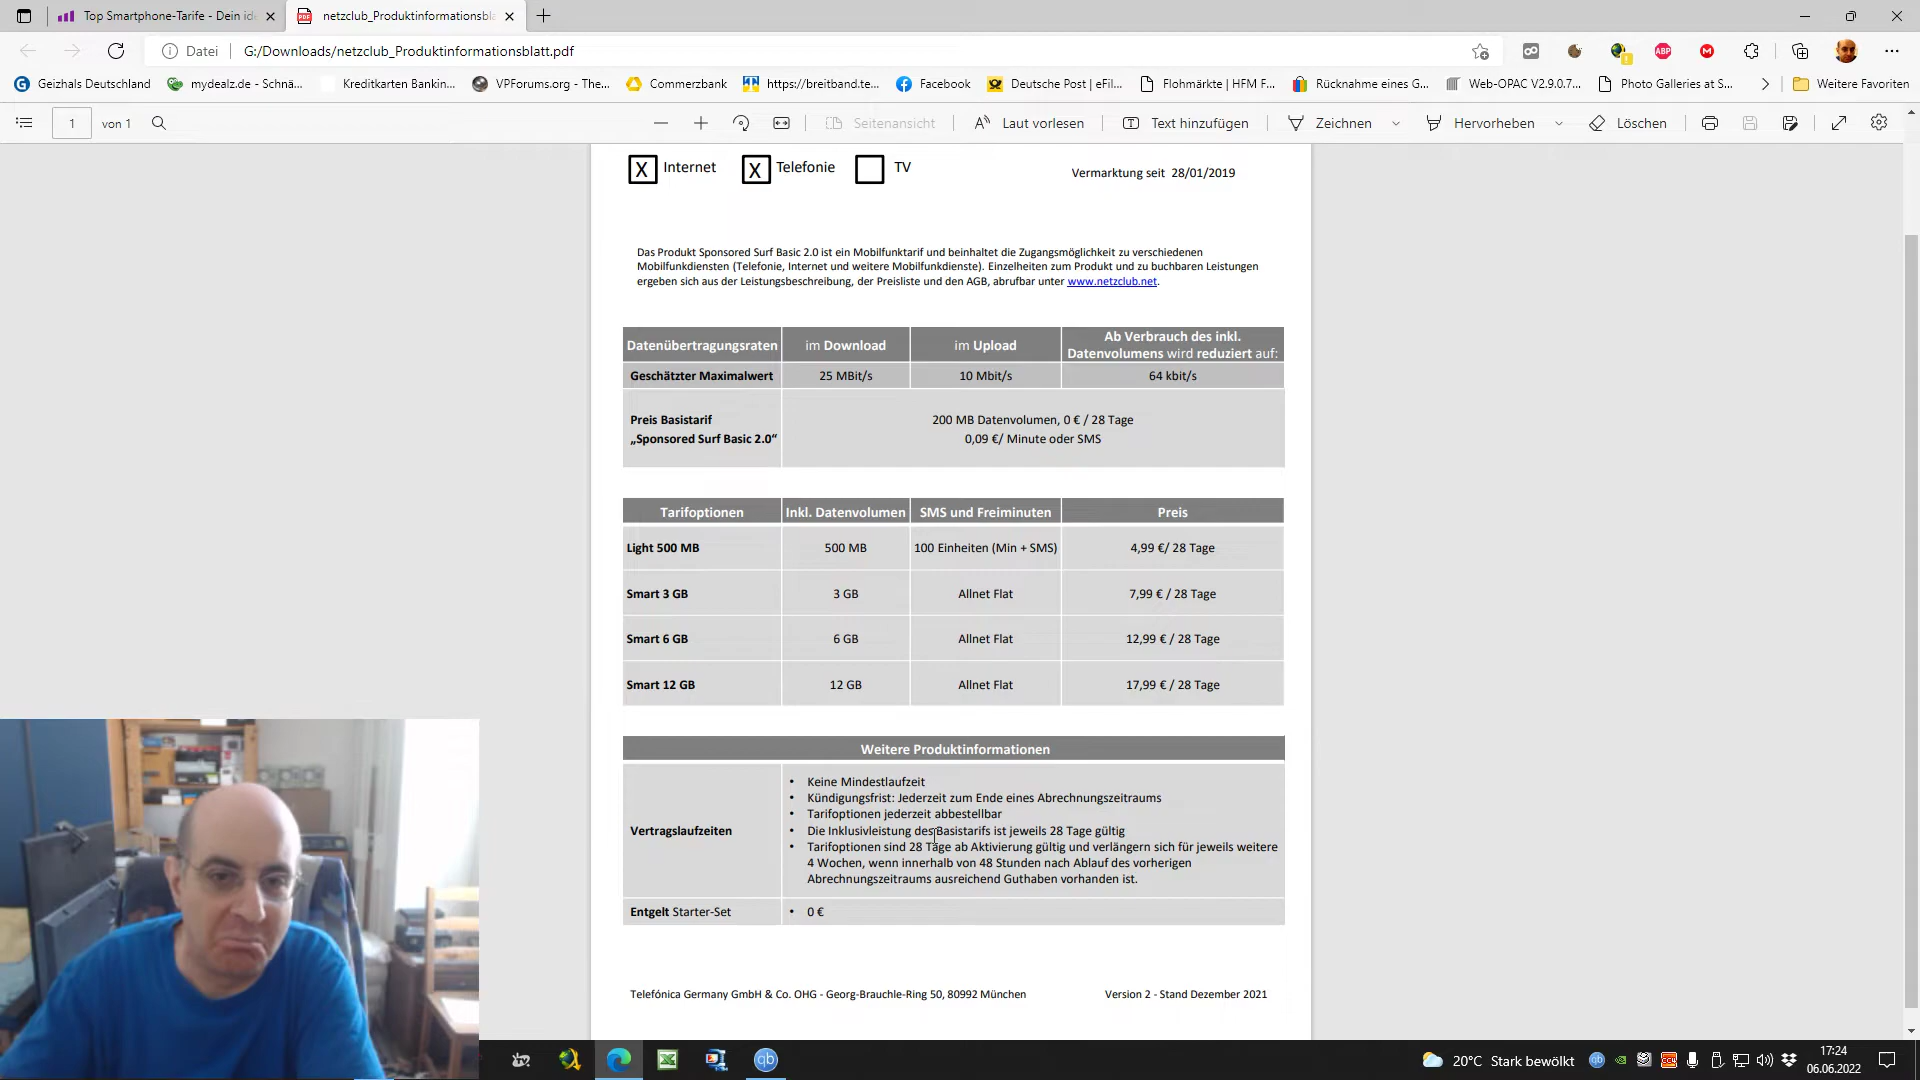 Top Smartphone-Tarife - Dein ide
netzclub_Produktinformationsbla
Datei
G:/Downloads/netzclub_Produktinformationsblatt.pdf
ABP
Geizhals Deutschland
mydealz.de - Schnä...
Kreditkarten Bankin...
VPForums.org - The...
Commerzbank
https://breitband.te...
Facebook
Deutsche Post | eFil...
Flohmärkte | HFM F...
Rücknahme eines G...
Web-OPAC V2.9.0.7...
Photo Galleries at S...
Weitere Favoriten
1 von 1
Seitenansicht
Laut vorlesen
Text hinzufügen
Zeichnen
Hervorheben
Löschen
X Internet X Telefonie TV
Vermarktung seit 28/01/2019
Das Produkt Sponsored Surf Basic 2.0 ist ein Mobilfunktarif und beinhaltet die Zugangsmöglichkeit zu verschiedenen
Mobilfunkdiensten (Telefonie, Internet und weitere Mobilfunkdienste). Einzelheiten zum Produkt und zu buchbaren Leistungen
ergeben sich aus der Leistungsbeschreibung, der Preisliste und den AGB, abrufbar unter www.netzclub.net.
Datenübertragungsraten
im Download
im Upload
Ab Verbrauch des inkl.
Datenvolumens wird reduziert auf:
Geschätzter Maximalwert
25 MBit/s
10 Mbit/s
64 kbit/s
Preis Basistarif
„Sponsored Surf Basic 2.0“
200 MB Datenvolumen, 0 € / 28 Tage
0,09 €/ Minute oder SMS
Tarifoptionen
Inkl. Datenvolumen
SMS und Freiminuten
Preis
Light 500 MB
500 MB
100 Einheiten (Min + SMS)
4,99 €/ 28 Tage
Smart 3 GB
3 GB
Allnet Flat
7,99 € / 28 Tage
Smart 6 GB
6 GB
Allnet Flat
12,99 € / 28 Tage
Smart 12 GB
12 GB
Allnet Flat
17,99 € / 28 Tage
Weitere Produktinformationen
Vertragslaufzeiten
• Keine Mindestlaufzeit
• Kündigungsfrist: Jederzeit zum Ende eines Abrechnungszeitraums
• Tarifoptionen jederzeit abbestellbar
• Die Inklusivleistung des Basistarifs ist jeweils 28 Tage gültig
• Tarifoptionen sind 28 Tage ab Aktivierung gültig und verlängern sich für jeweils weitere
4 Wochen, wenn innerhalb von 48 Stunden nach Ablauf des vorherigen
Abrechnungszeitraums ausreichend Guthaben vorhanden ist.
Entgelt Starter-Set
• 0 €
Telefónica Germany GmbH & Co. OHG - Georg-Brauchle-Ring 50, 80992 München
Version 2 - Stand Dezember 2021
20°C Stark bewölkt
17:24
06.06.2022